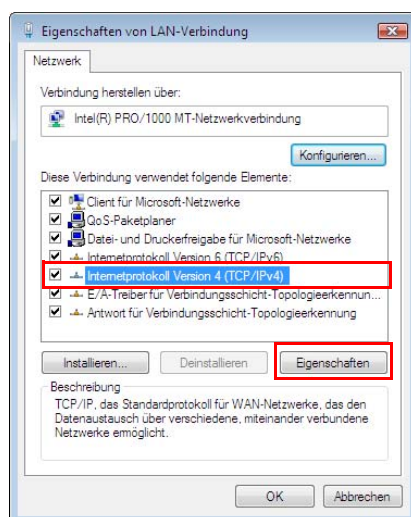 Eigenschaften von LAN-Verbindung
Netzwerk
Verbindung herstellen über:
Intel(R) PRO/1000 MT-Netzwerkverbindung
Konfigurieren...
Diese Verbindung verwendet folgende Elemente:
Client für Microsoft-Netzwerke
QoS-Paketplaner
Datei- und Druckerfreigabe für Microsoft-Netzwerke
Internetprotokoll Version 6 (TCP/IPv6)
Internetprotokoll Version 4 (TCP/IPv4)
E/A-Treiber für Verbindungsschicht-Topologieerkennun...
Antwort für Verbindungsschicht-Topologieerkennung
Installieren... Deinstallieren Eigenschaften
Beschreibung
TCP/IP, das Standardprotokoll für WAN-Netzwerke, das den
Datenaustausch über verschiedene, miteinander verbundene
Netzwerke ermöglicht.
OK Abbrechen